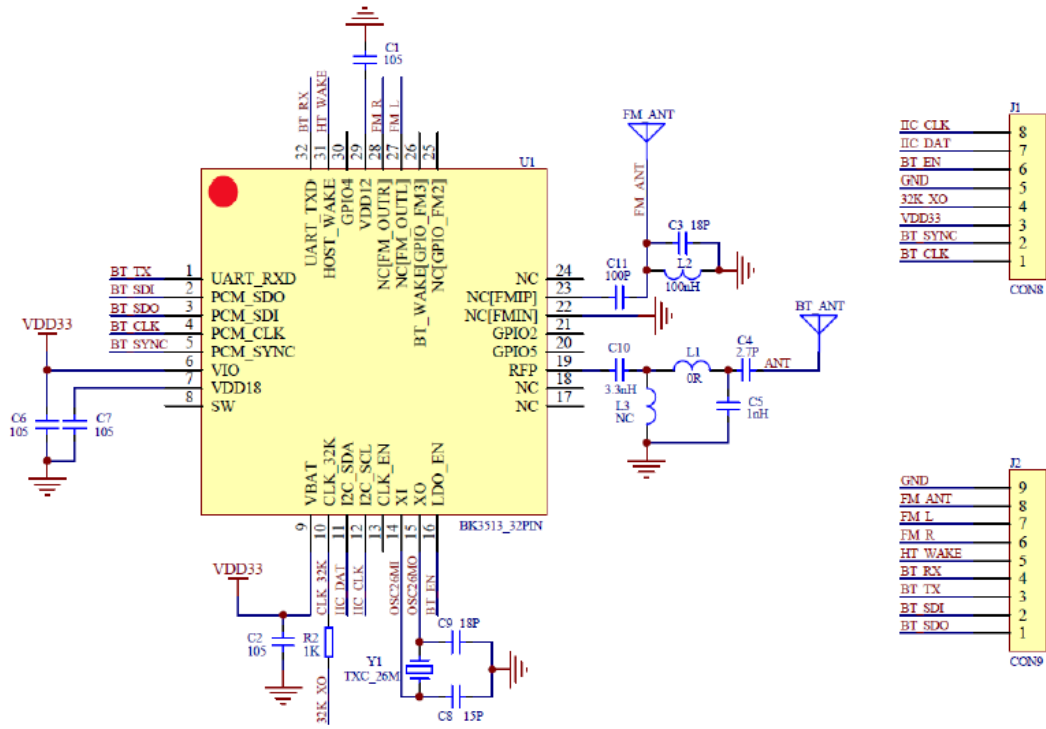 C1
105
BT_RX
HT_WAKE
FM_R
FM_L
32
31
30
29
28
27
26
25
U1
UART_TXD
HOST_WAKE
GPIO4
VDD12
NC[FM_OUTR]
NC[FM_OUTL]
BT_WAKE[GPIO_FM3]
NC[GPIO_FM2]
BT_TX 1 UART_RXD
BT_SDI 2 PCM_SDO
BT_SDO 3 PCM_SDI
BT_CLK 4 PCM_CLK
BT_SYNC 5 PCM_SYNC
6 VIO
7 VDD18
8 SW
VDD33
C6
105
C7
105
NC 24
NC[FMIP] 23
NC[FMIN] 22
GPIO2 21
GPIO5 20
RFP 19
NC 18
NC 17
VBAT
CLK_32K
I2C_SDA
I2C_SCL
CLK_EN
XI
XO
LDO_EN
9
10
11
12
13
14
15
16
BK3513_32PIN
VDD33
C2
105
CLK_32K
IIC_DAT
IIC_CLK
OSC26MI
OSC26MO
BT_EN
R2
1K
32K_XO
Y1
TXC_26M
C9 18P
C8 15P
FM_ANT
FM_ANT
C3 18P
L2
100nH
C11
100P
BT_ANT
C10
3.3nH
L1
0R
L3
NC
C4
2.7P
ANT
C5
1nH
J1
IIC_CLK 8
IIC_DAT 7
BT_EN 6
GND 5
32K_XO 4
VDD33 3
BT_SYNC 2
BT_CLK 1
CON8
J2
GND 9
FM_ANT 8
FM_L 7
FM_R 6
HT_WAKE 5
BT_RX 4
BT_TX 3
BT_SDI 2
BT_SDO 1
CON9